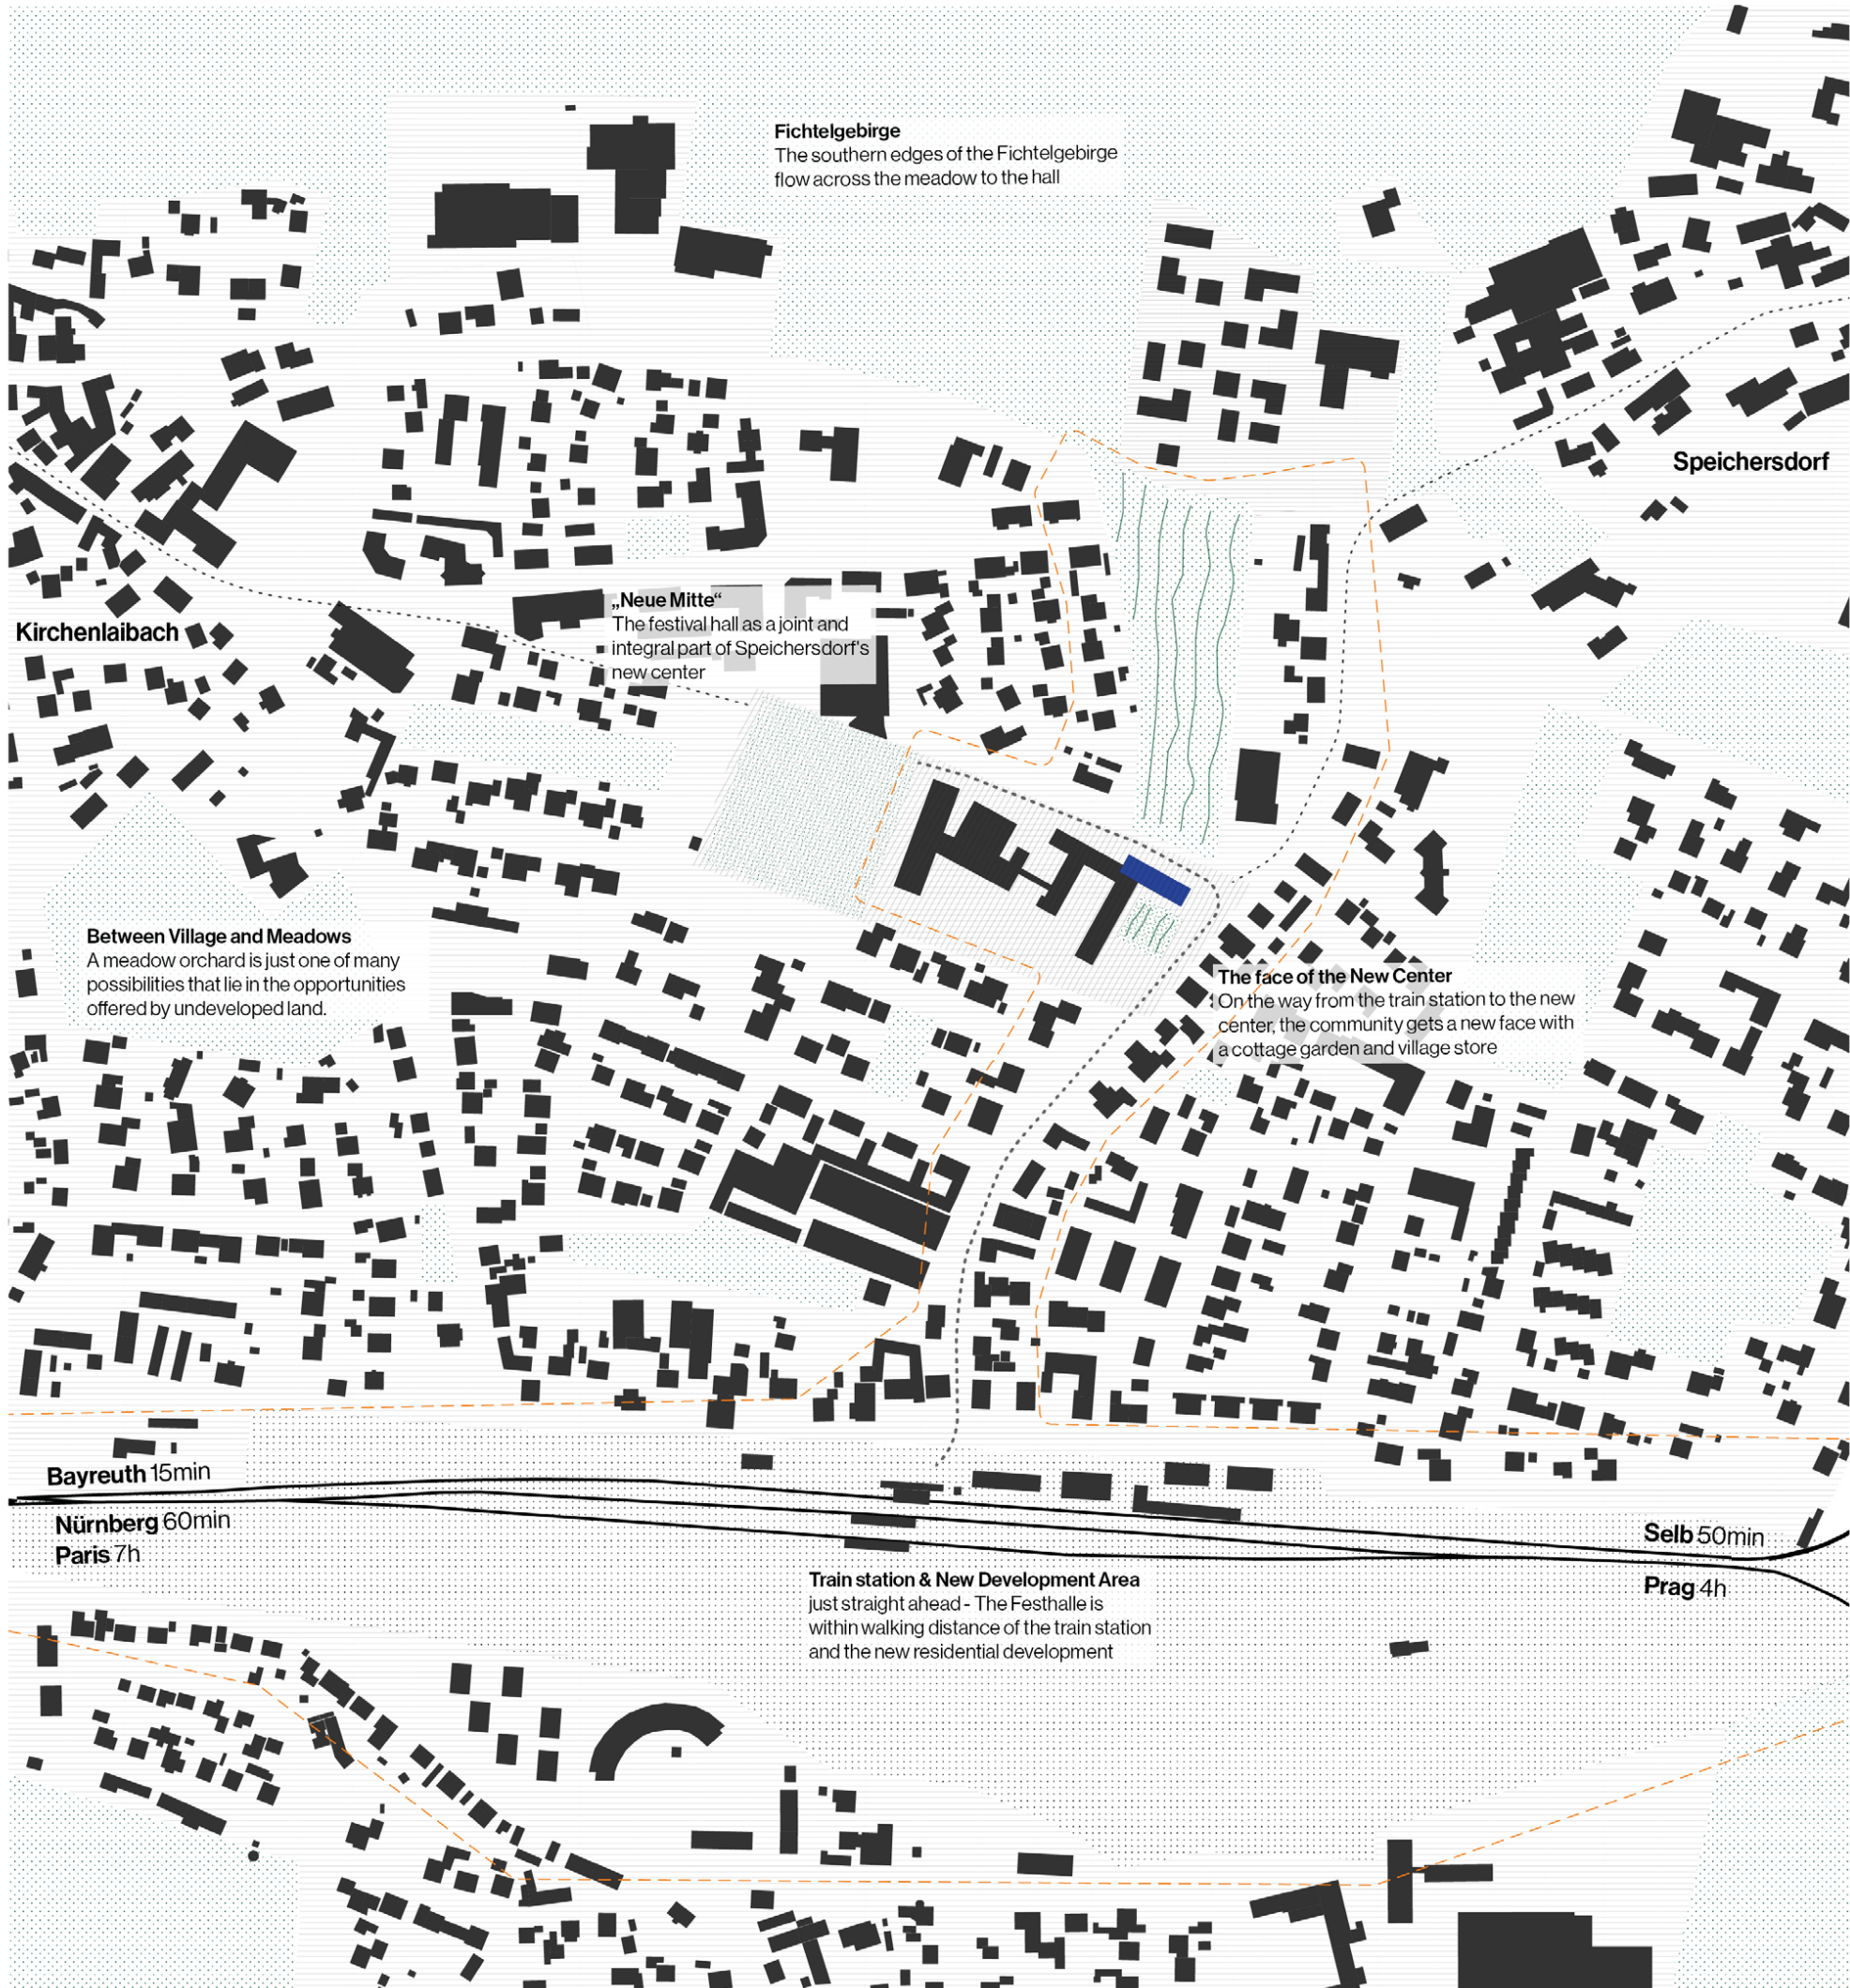 Fichtelgebirge
The southern edges of the Fichtelgebirge
flow across the meadow to the hall
Speichersdorf
„Neue Mitte“
The festival hall as a joint and
integral part of Speichersdorf's
new center
Kirchenlaibach
Between Village and Meadows
A meadow orchard is just one of many
possibilities that lie in the opportunities
offered by undeveloped land.
The face of the New Center
On the way from the train station to the new
center, the community gets a new face with
a cottage garden and village store
Bayreuth 15min
Nürnberg 60min
Paris 7h
Selb 50min
Prag 4h
Train station & New Development Area
just straight ahead - The Festhalle is
within walking distance of the train station
and the new residential development